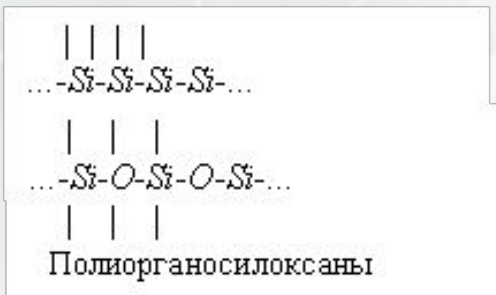 | | | |
...-Si-Si-Si-Si-...
| | |
...-Si-O-Si-O-Si-...
| | |
Полиорганосилоксаны